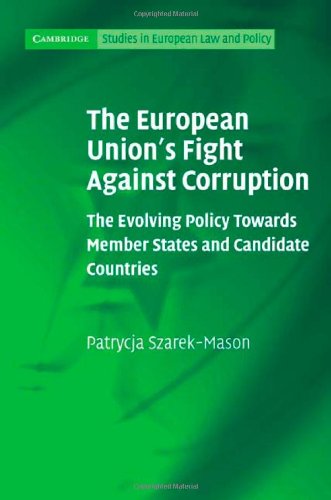 CAMBRIDGE Studies in European Law and Policy
The European
Union's Fight
Against Corruption
The Evolving Policy Towards
Member States and Candidate
Countries
Patrycja Szarek-Mason